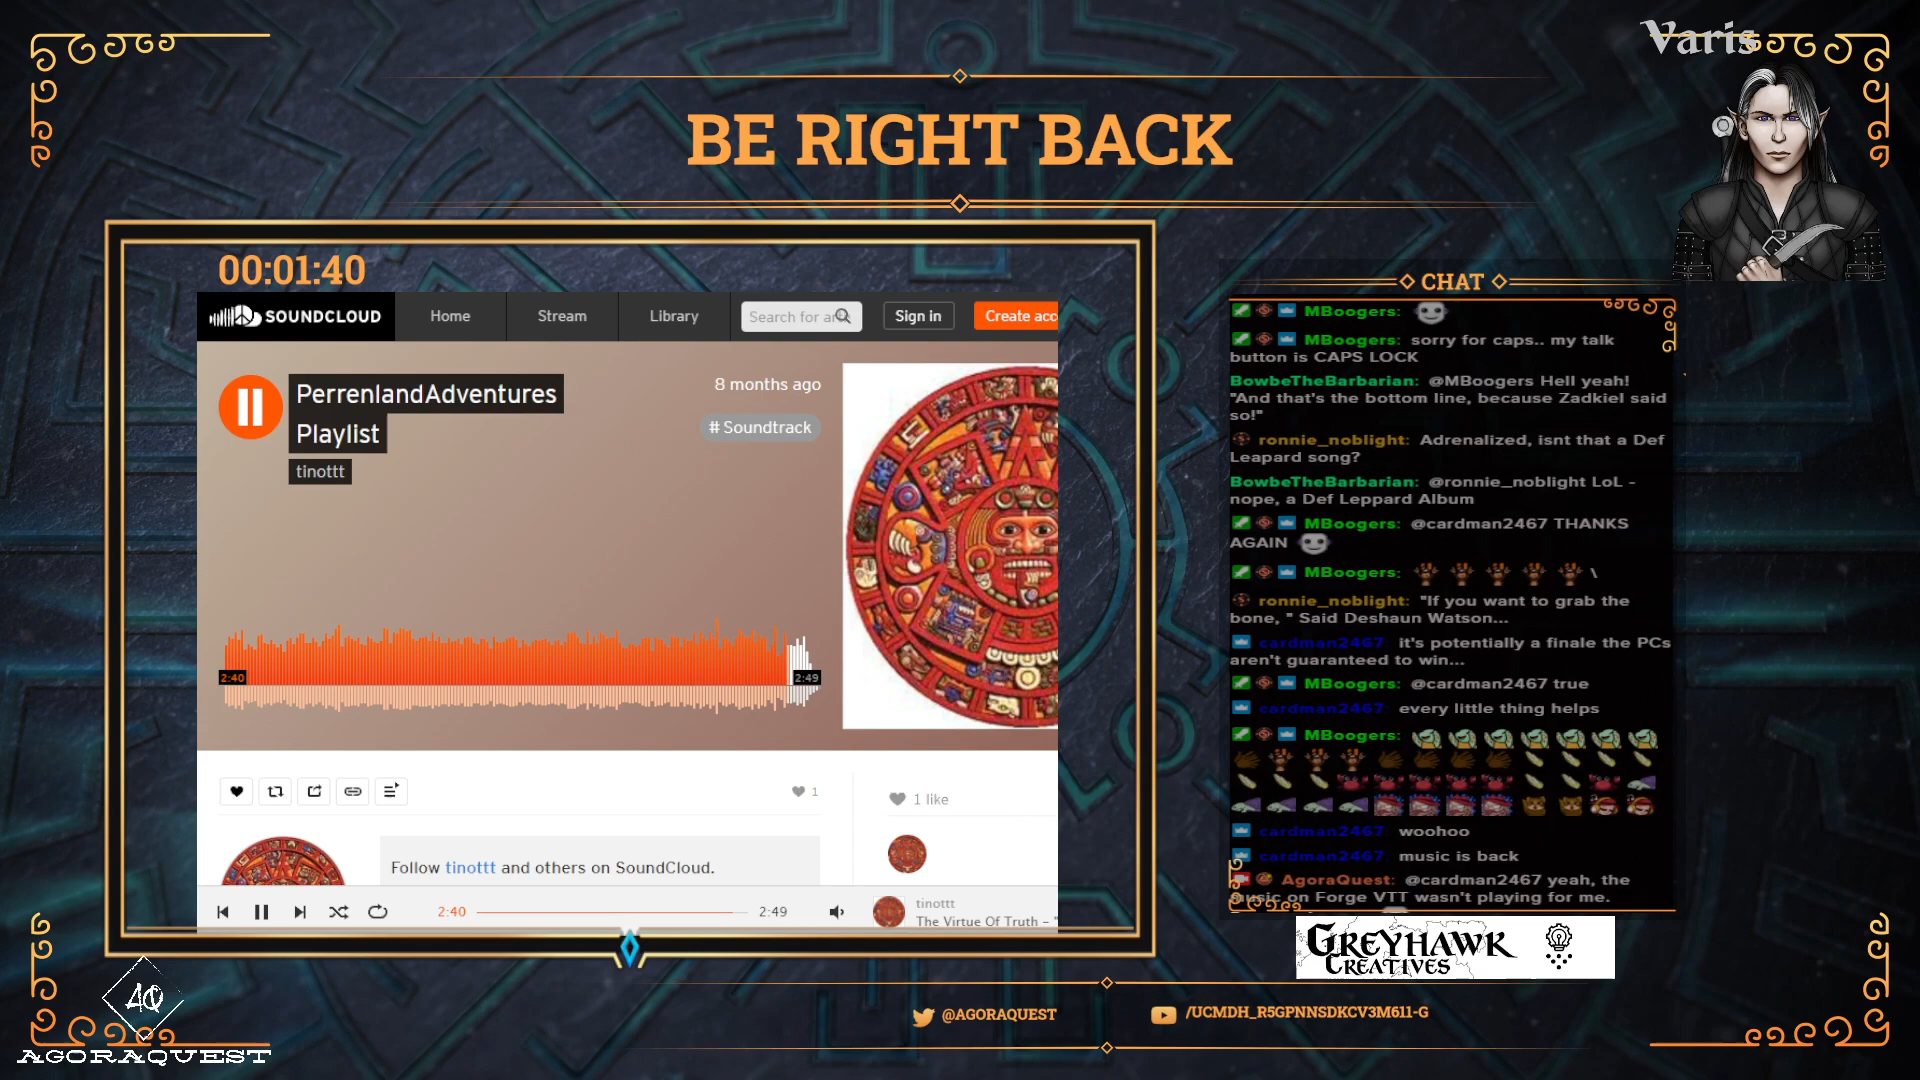 Varis
BE RIGHT BACK
00:01:40
SOUNDCLOUD
Home
Stream
Library
Search for ar
Sign in
Create acc
PerrenlandAdventures
Playlist
tinottt
8 months ago
# Soundtrack
2:40
2:49
1
1 like
Follow tinottt and others on SoundCloud.
2:40
2:49
tinottt
The Virtue Of Truth – "
CHAT
MBoogers:
MBoogers: sorry for caps.. my talk
button is CAPS LOCK
BowbeTheBarbarian: @MBoogers Hell yeah!
"And that's the bottom line, because Zadkiel said
so!"
ronnie_noblight: Adrenalized, isnt that a Def
Leapard song?
BowbeTheBarbarian: @ronnie_noblight LoL -
nope, a Def Leppard Album
MBoogers: @cardman2467 THANKS
AGAIN
MBoogers: \
ronnie_noblight: "If you want to grab the
bone, " Said Deshaun Watson...
cardman2467: it's potentially a finale the PCs
aren't guaranteed to win...
MBoogers: @cardman2467 true
cardman2467: every little thing helps
MBoogers:
cardman2467: woohoo
cardman2467: music is back
AgoraQuest: @cardman2467 yeah, the
music on Forge VTT wasn't playing for me.
GREYHAWK
CREATIVES
@AGORAQUEST
/UCMDH_R5GPNNSDKCV3M611-G
AQ
AGORAQUEST